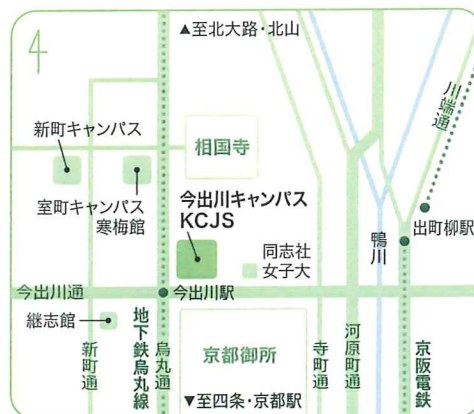 4
▲至北大路・北山
川端通
新町キャンパス
相国寺
室町キャンパス
寒梅館
今出川キャンパス
KCJS
出町柳駅
鴨川
同志社
女子大
今出川通
今出川駅
継志館
新町通
地下鉄烏丸線
烏丸通
京都御所
寺町通
河原町通
京阪電鉄
▼至四条・京都駅